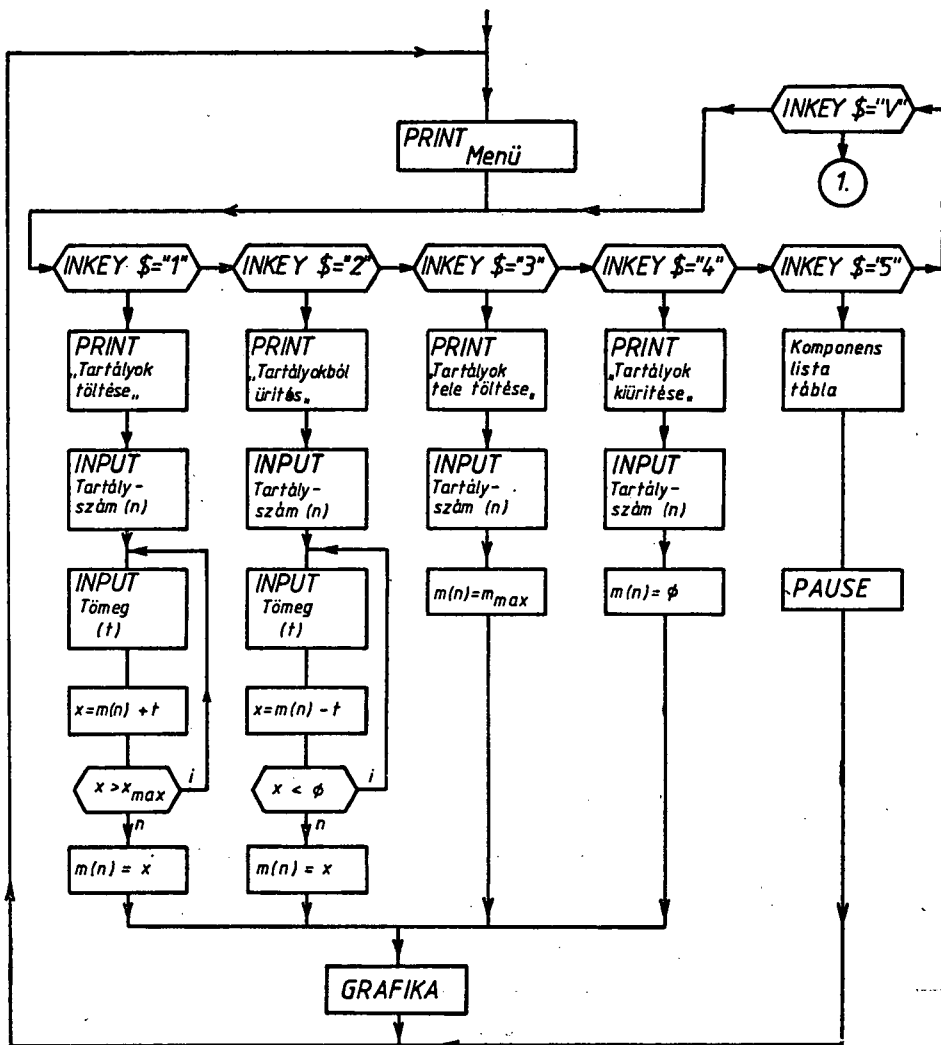 PRINT
Menü
INKEY $="V"
1.
INKEY $="1"
INKEY $="2"
INKEY $="3"
INKEY $="4"
INKEY $="5"
PRINT
„Tartályok
töltése„
PRINT
„Tartályokból
ürités„
PRINT
„Tartályok
tele töltése„
PRINT
„Tartályok
kiüritése„
Komponens
lista
tábla
INPUT
Tartály-
szám (n)
INPUT
Tartály-
szám (n)
INPUT
Tartály-
szám (n)
INPUT
Tartály-
szám (n)
INPUT
Tömeg
(t)
INPUT
Tömeg
(t)
m(n)=m max
m(n)= ϕ
PAUSE
x=m(n) +t
x=m(n) -t
x >x max
i
n
x < ϕ
i
n
m(n) = x
m(n) = x
GRAFIKA